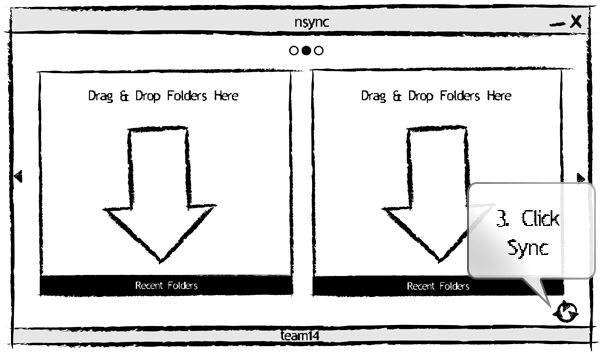 nsync
Drag & Drop Folders Here
Drag & Drop Folders Here
3. Click
Sync
Recent Folders
Recent Folders
team14